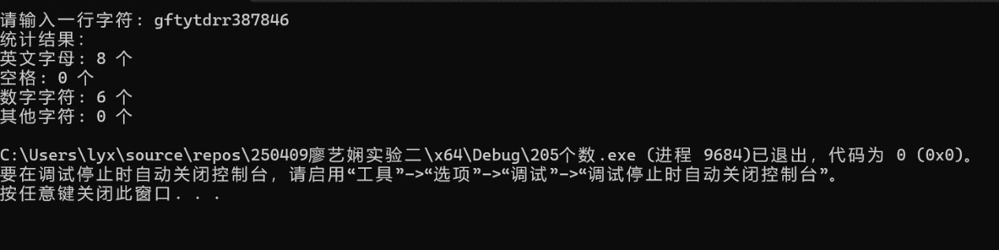 请输入一行字符: gftytdrr387846
统计结果:
英文字母: 8 个
空格: 0 个
数字字符: 6 个
其他字符: 0 个
C:\Users\lyx\source\repos\250409廖艺娴实验二\x64\Debug\205个数.exe (进程 9684)已退出，代码为 0 (0x0)。
要在调试停止时自动关闭控制台，请启用“工具”->“选项”->“调试”->“调试停止时自动关闭控制台”。
按任意键关闭此窗口. . .